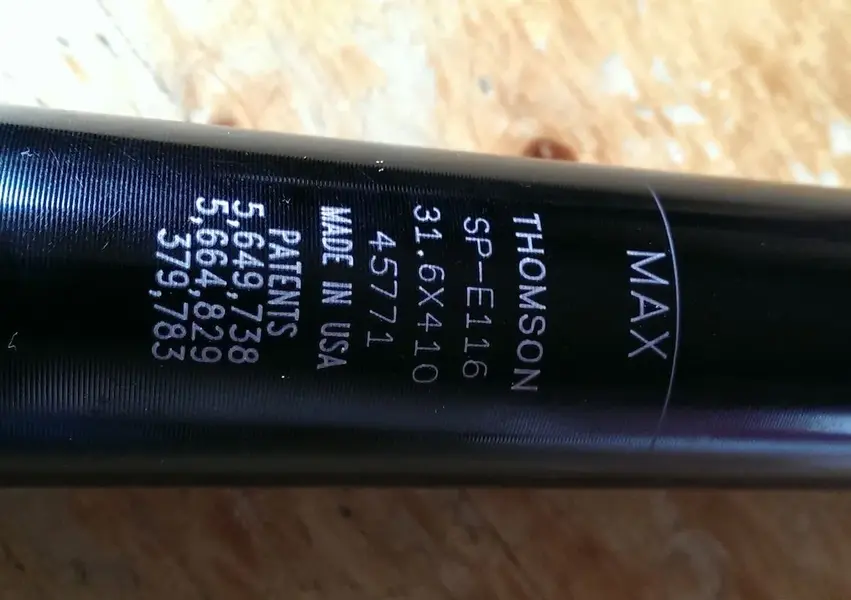 MAX
THOMSON
SP-E116
31.6X410
45771
MADE IN USA
PATENTS
5,649,738
5,664,829
379,783